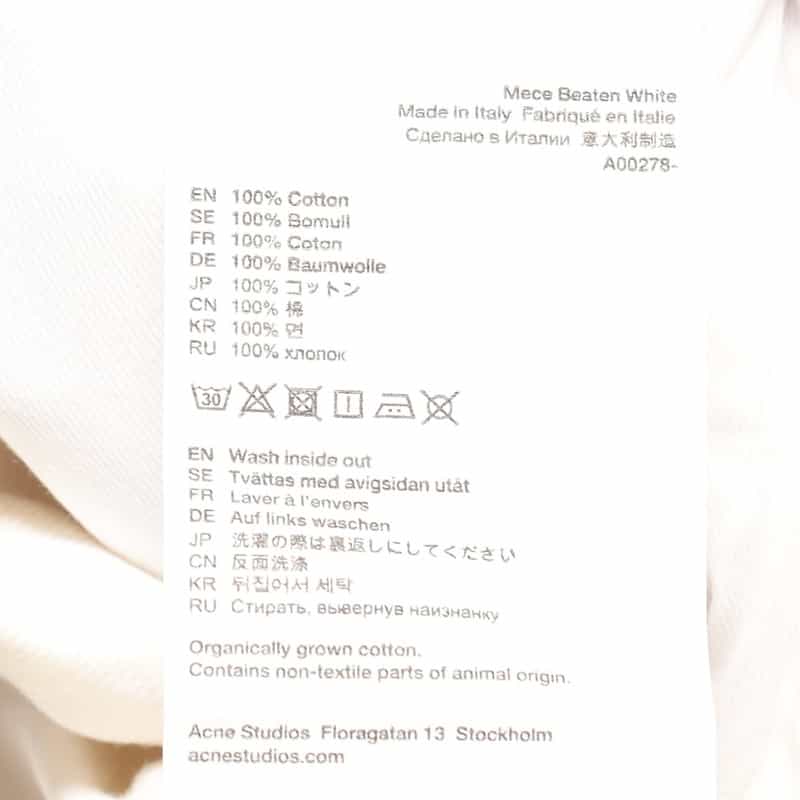 Mece Beaten White
Made in Italy Fabriqué en Italie
Сделано в Италии 意大利制造
A00278-
EN 100% Cotton
SE 100% Bomull
FR 100% Coton
DE 100% Baumwolle
JP 100% コットン
CN 100% 棉
KR 100% 면
RU 100% хлопок
30
EN Wash inside out
SE Tvättas med avigsidan utåt
FR Laver à l'envers
DE Auf links waschen
JP 洗濯の際は裏返しにしてください
CN 反面洗涤
KR 뒤집어서 세탁
RU Стирать, вывернув наизнанку
Organically grown cotton.
Contains non-textile parts of animal origin.
Acne Studios Floragatan 13 Stockholm
acnestudios.com